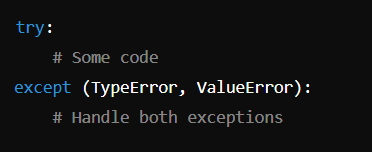 try:
    # Some code
except (TypeError, ValueError):
    # Handle both exceptions